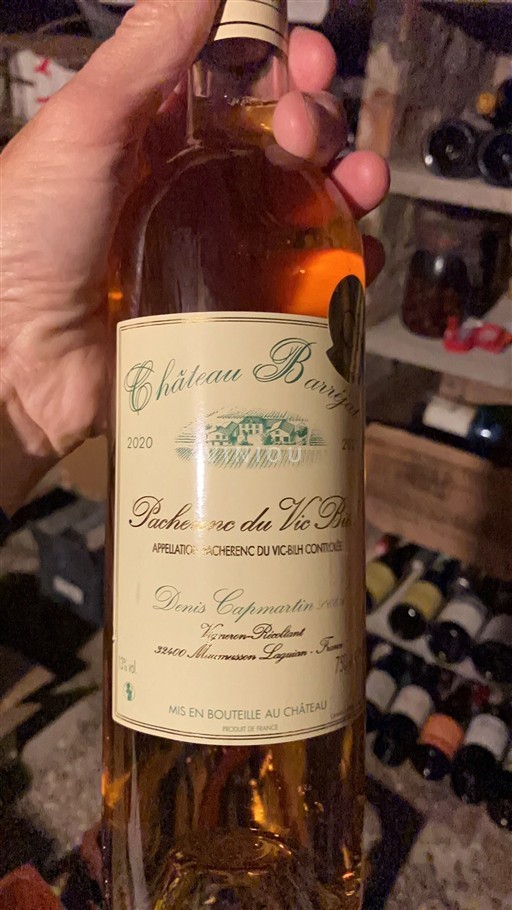 Château Barréjat
2020
VINIOU
Pacherenc du Vic Bilh
APPELLATION PACHERENC DU VIC-BILH CONTRÔLÉE
Denis Capmartin
Vigneron-Récoltant
32400 Maumusson Laguian - France
MIS EN BOUTEILLE AU CHÂTEAU
PRODUIT DE FRANCE